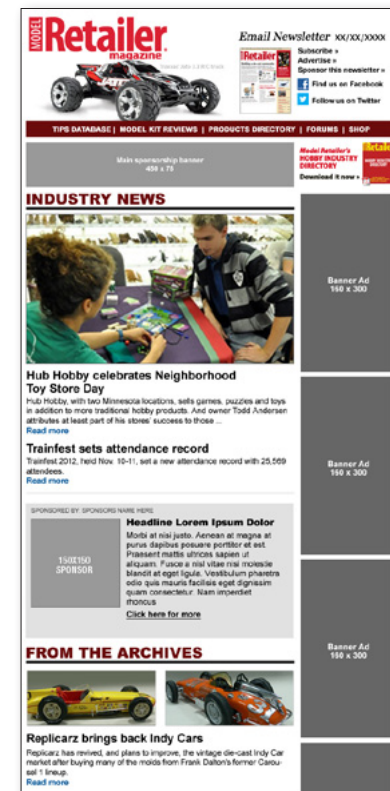 MODEL
Retailer
magazine
Email Newsletter xx/xx/xxxx
Subscribe »
Advertise »
Sponsor this newsletter »
Find us on Facebook
Follow us on Twitter
TIPS DATABASE | MODEL KIT REVIEWS | PRODUCTS DIRECTORY | FORUMS | SHOP
Main sponsorship banner
Model Retailer's
HOBBY INDUSTRY
DIRECTORY
Download it now »
INDUSTRY NEWS
Banner Ad
160 x 300
Hub Hobby celebrates Neighborhood
Toy Store Day
Hub Hobby, with two Minnesota locations, sells games, puzzles and toys
in addition to more traditional hobby products. And owner Todd Andersen
attributes at least part of his stores' success to those ...
Read more
Trainfest sets attendance record
Trainfest 2012, held Nov. 10-11, set a new attendance record with 25,569
attendees.
Read more
Banner Ad
160 x 300
SPONSORED BY: SPONSORS NAME HERE
150X150
SPONSOR
Headline Lorem Ipsum Dolor
Morbi at nisi justo. Aenean at magna at
purus dapibus posuere porttitor et est.
Praesent mattis ultrices sapien ut
aliquam. Fusce a nisl vitae nisi molestie
blandit at eget ligula. Vestibulum pharetra
odio quis mauris facilisis eget dignissim
quam consectetur. Nam imperdiet
rhoncus
Click here for more
FROM THE ARCHIVES
Banner Ad
160 x 300
Replicarz brings back Indy Cars
Replicarz has revived, and plans to improve, the vintage die-cast Indy Car
market after buying many of the molds from Frank Dalton's former Carou-
sel 1 lineup.
Read more